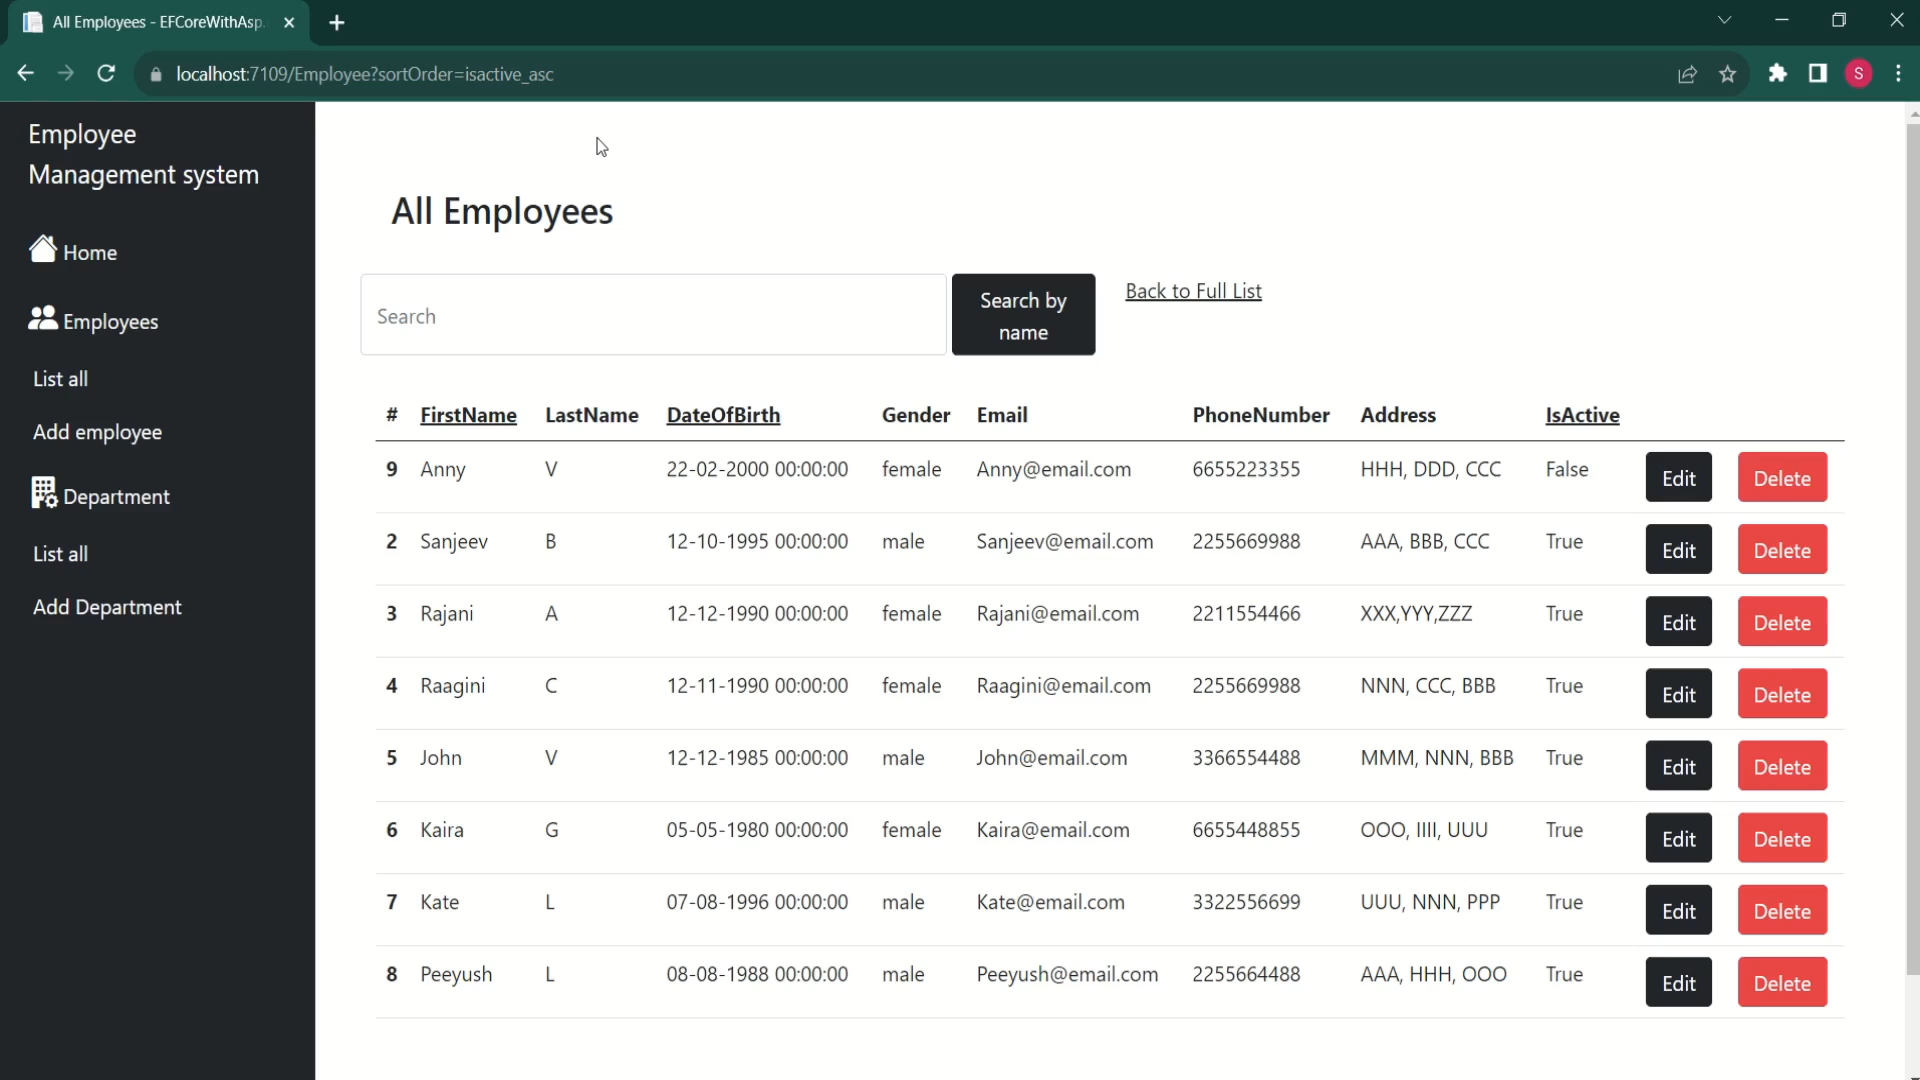 All Employees - EFCoreWithAsp.
localhost:7109/Employee?sortOrder=isactive_asc
S
Employee
Management system
Home
Employees
List all
Add employee
Department
List all
Add Department
All Employees
Search
Search by
name
Back to Full List
# FirstName LastName DateOfBirth Gender Email PhoneNumber Address IsActive
9 Anny V 22-02-2000 00:00:00 female Anny@email.com 6655223355 HHH, DDD, CCC False Edit Delete
2 Sanjeev B 12-10-1995 00:00:00 male Sanjeev@email.com 2255669988 AAA, BBB, CCC True Edit Delete
3 Rajani A 12-12-1990 00:00:00 female Rajani@email.com 2211554466 XXX,YYY,ZZZ True Edit Delete
4 Raagini C 12-11-1990 00:00:00 female Raagini@email.com 2255669988 NNN, CCC, BBB True Edit Delete
5 John V 12-12-1985 00:00:00 male John@email.com 3366554488 MMM, NNN, BBB True Edit Delete
6 Kaira G 05-05-1980 00:00:00 female Kaira@email.com 6655448855 OOO, IIII, UUU True Edit Delete
7 Kate L 07-08-1996 00:00:00 male Kate@email.com 3322556699 UUU, NNN, PPP True Edit Delete
8 Peeyush L 08-08-1988 00:00:00 male Peeyush@email.com 2255664488 AAA, HHH, OOO True Edit Delete